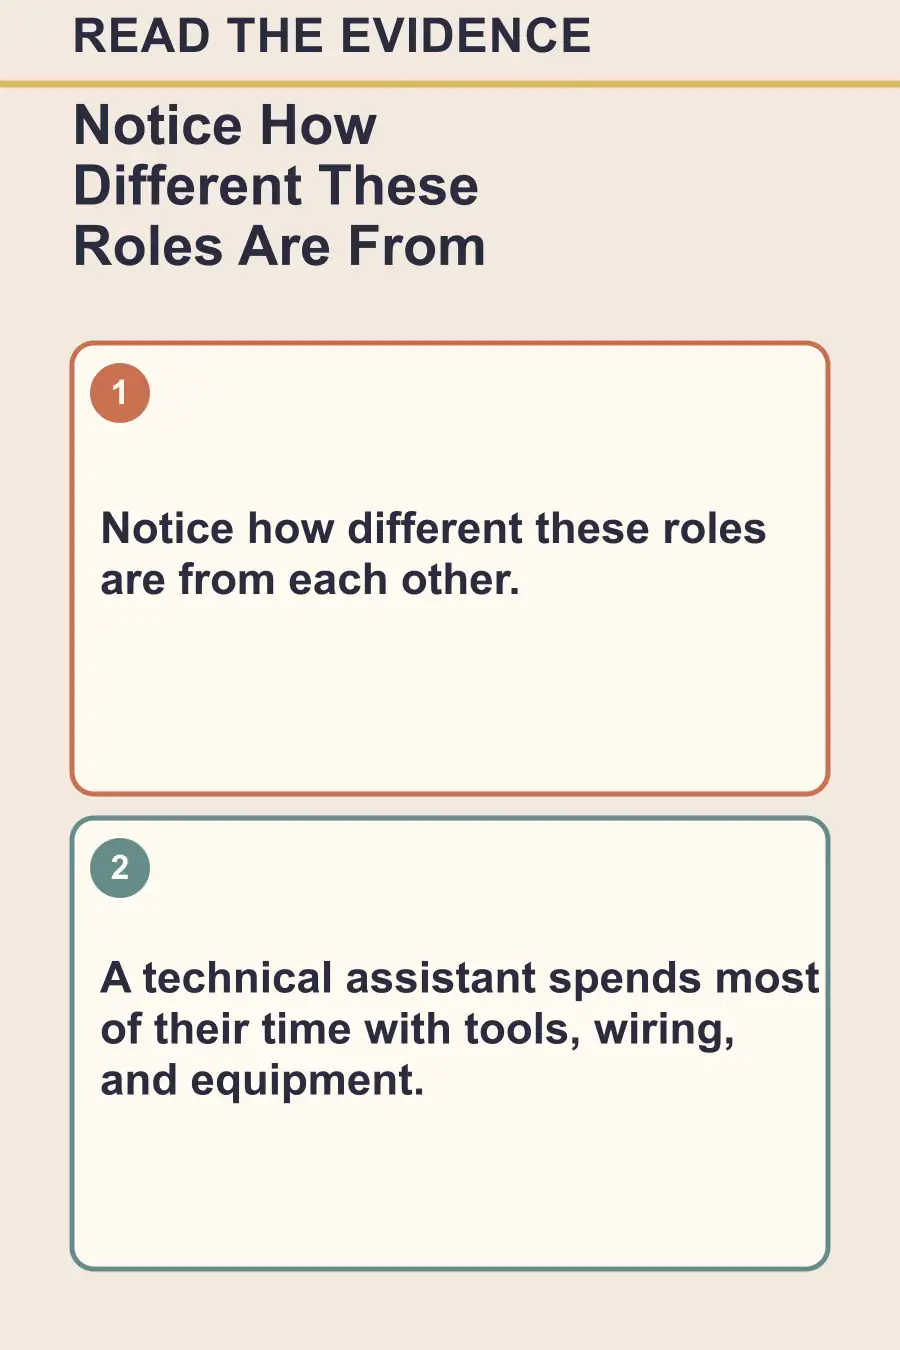 READ THE EVIDENCE
Notice How
Different These
Roles Are From
1
Notice how different these roles
are from each other.
2
A technical assistant spends most
of their time with tools, wiring,
and equipment.